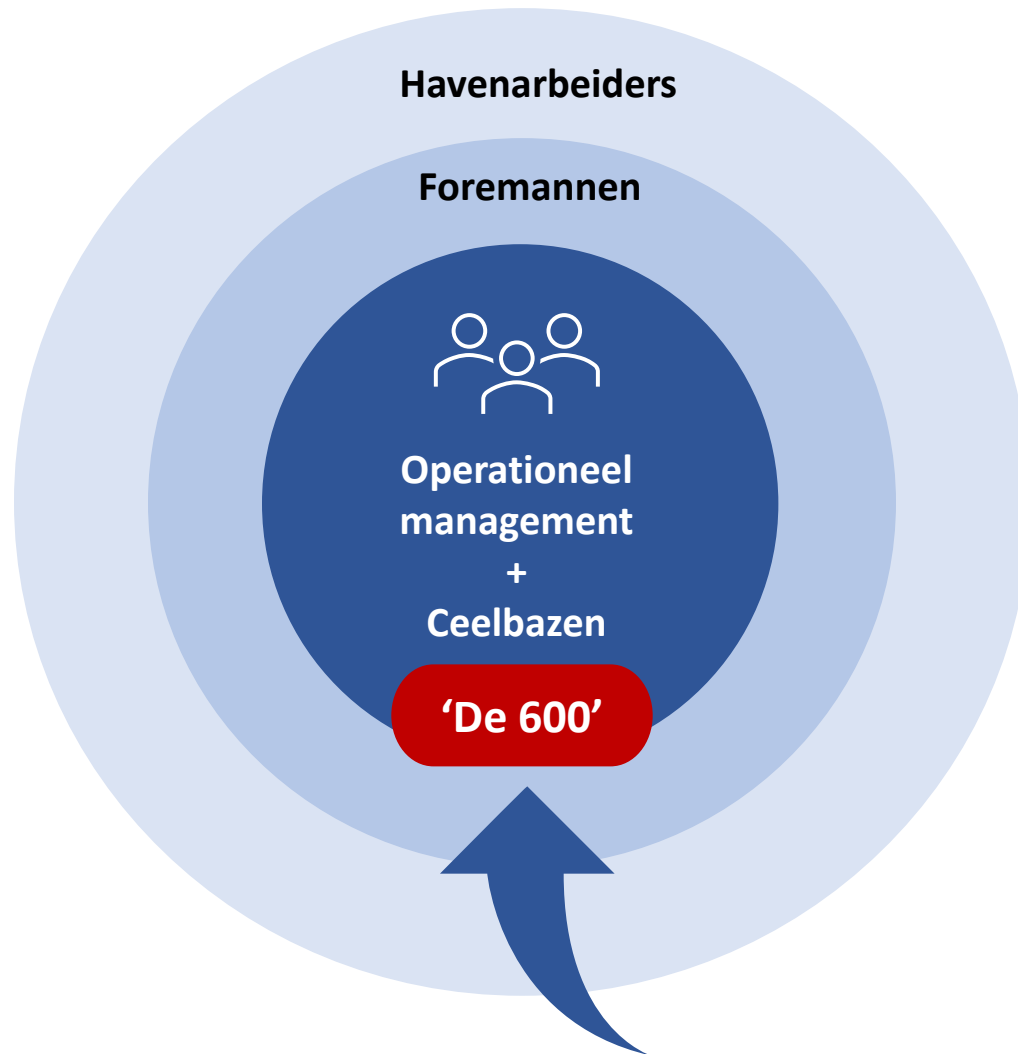 Havenarbeiders
Foremannen
Operationeel
management
+
Ceelbazen
‘De 600’